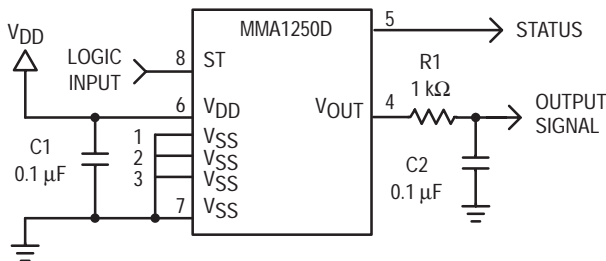 VDD
LOGIC
INPUT
8
ST
MMA1250D
5
STATUS
6
VDD
VOUT
4
R1
1 kΩ
OUTPUT
SIGNAL
C1
0.1 μF
1
VSS
2
VSS
3
VSS
7
VSS
C2
0.1 μF